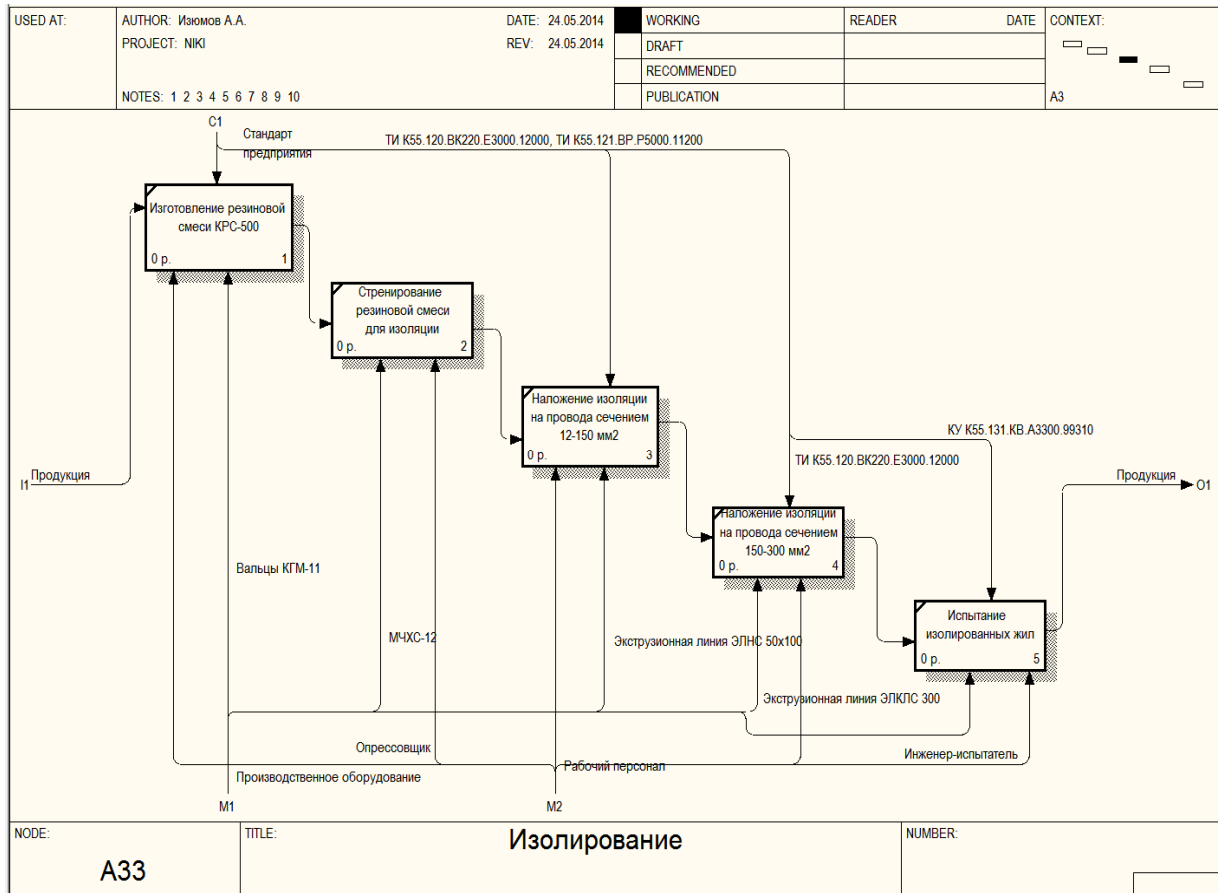 USED AT:
AUTHOR: Изюмов А.А.
DATE: 24.05.2014
WORKING
READER
DATE
CONTEXT:
PROJECT: NIKI
REV: 24.05.2014
DRAFT
RECOMMENDED
NOTES: 1 2 3 4 5 6 7 8 9 10
PUBLICATION
A3
C1
Стандарт
предприятия
ТИ К55.120.ВК220.Е3000.12000, ТИ К55.121.ВР.Р5000.11200
Изготовление резиновой
смеси КРС-500
0 р.
1
Стренирование
резиновой смеси
для изоляции
0 р.
2
Наложение изоляции
на провода сечением
12-150 мм2
0 р.
3
КУ К55.131.КВ.А3300.99310
ТИ К55.120.ВК220.Е3000.12000
I1
Продукция
Продукция
O1
Наложение изоляции
на провода сечением
150-300 мм2
0 р.
4
Вальцы КГМ-11
Испытание
изолированных жил
0 р.
5
МЧХС-12
Экструзионная линия ЭЛНС 50х100
Экструзионная линия ЭЛКЛС 300
Опрессовщик
Рабочий персонал
Инженер-испытатель
Производственное оборудование
M1
M2
NODE:
TITLE:
Изолирование
NUMBER:
A33